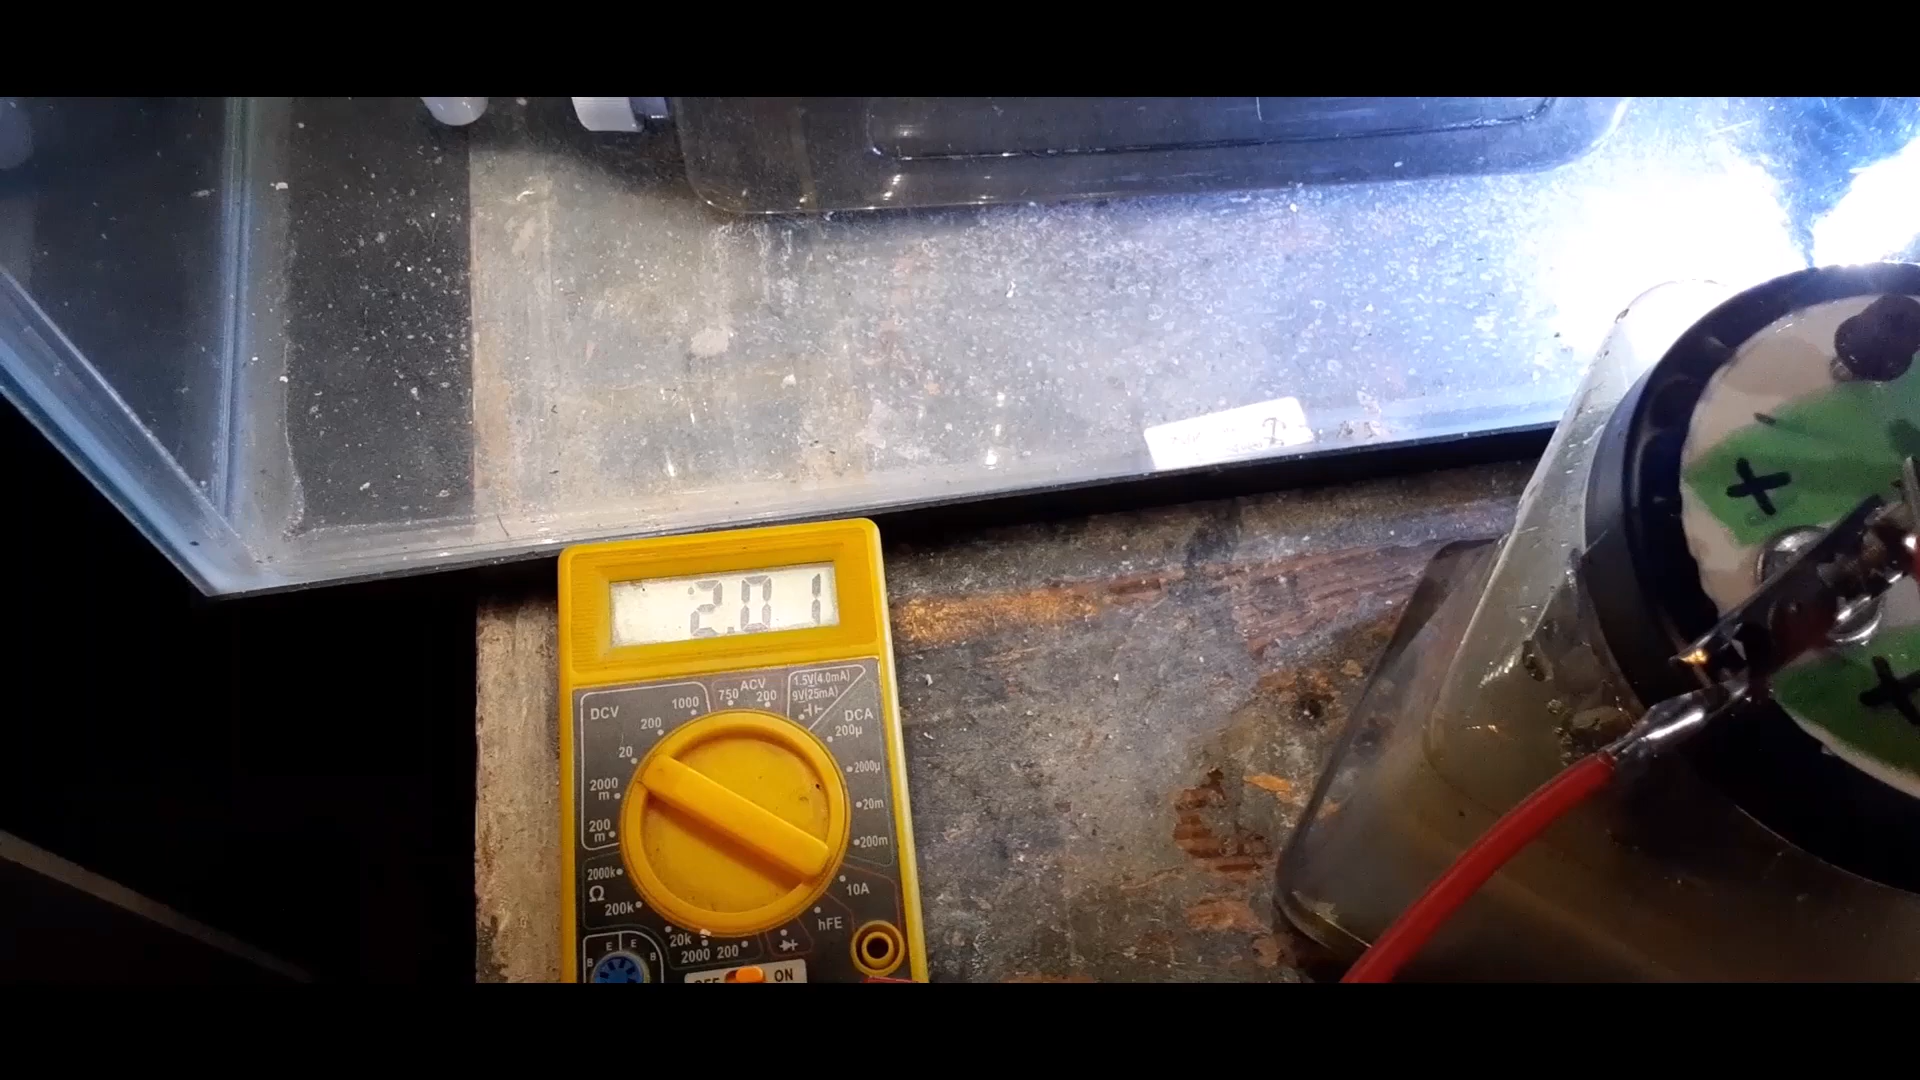 2.01
DCV
1000
750
ACV
200
1.5V(4.0mA)
9V(25mA)
DCA
200µ
200
20
2000
m
200
m
2000µ
20m
200m
2000k
Ω
200k
20k
2000
200
hFE
10A
E
E
B
B
OFF
ON
X
X